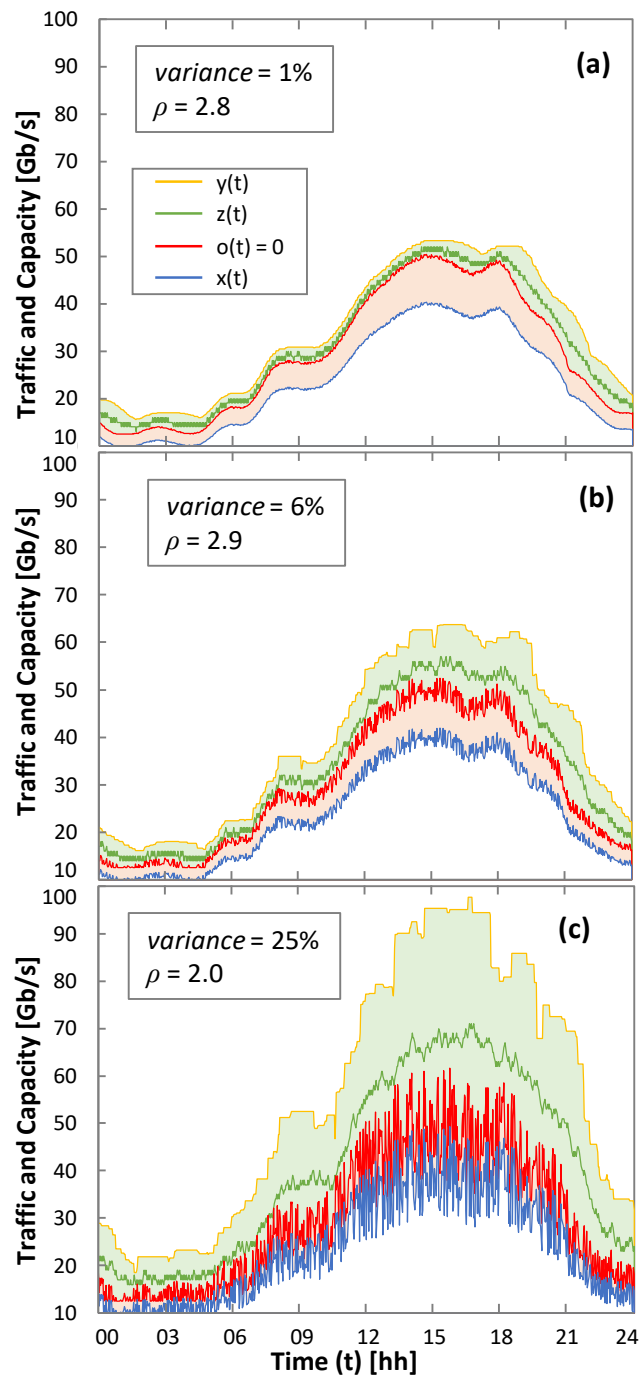 100
90
80
70
60
50
40
30
20
10
Traffic and Capacity [Gb/s]
variance = 1%
ρ = 2.8
(a)
y(t)
z(t)
o(t) = 0
x(t)
100
90
80
70
60
50
40
30
20
10
Traffic and Capacity [Gb/s]
variance = 6%
ρ = 2.9
(b)
100
90
80
70
60
50
40
30
20
10
Traffic and Capacity [Gb/s]
variance = 25%
ρ = 2.0
(c)
00 03 06 09 12 15 18 21 24
Time (t) [hh]